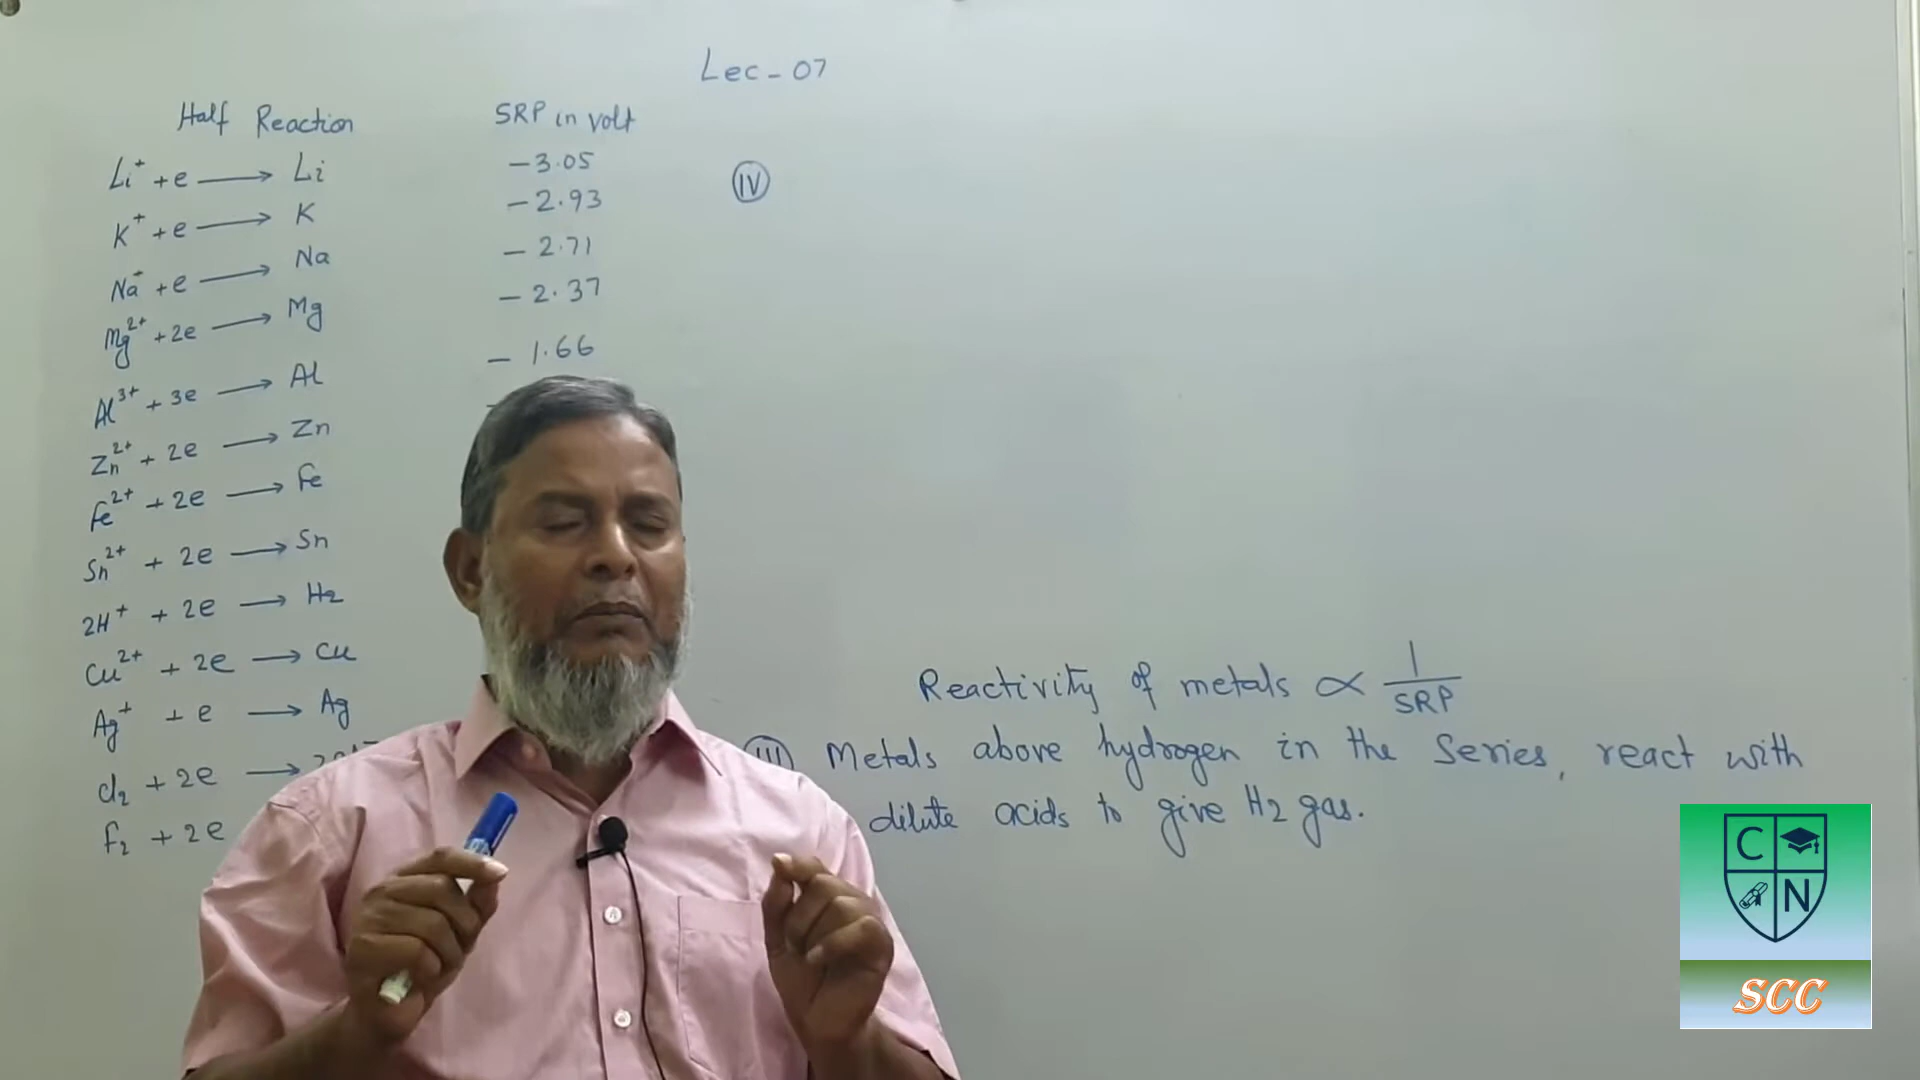 Lec - 07
Half Reaction SRP in volt
Li⁺ + e ⟶ Li - 3.05
K⁺ + e ⟶ K - 2.93
Na⁺ + e ⟶ Na - 2.71
Mg²⁺ + 2e ⟶ Mg - 2.37
Al³⁺ + 3e ⟶ Al - 1.66
Zn²⁺ + 2e ⟶ Zn
Fe²⁺ + 2e ⟶ Fe
Sn²⁺ + 2e ⟶ Sn
2H⁺ + 2e ⟶ H₂
Cu²⁺ + 2e ⟶ Cu
Ag⁺ + e ⟶ Ag
Cl₂ + 2e ⟶
F₂ + 2e
IV
Reactivity of metals ∝ 1/SRP
III Metals above hydrogen in the Series, react with
dilute acids to give H₂ gas.
C
N
SCC